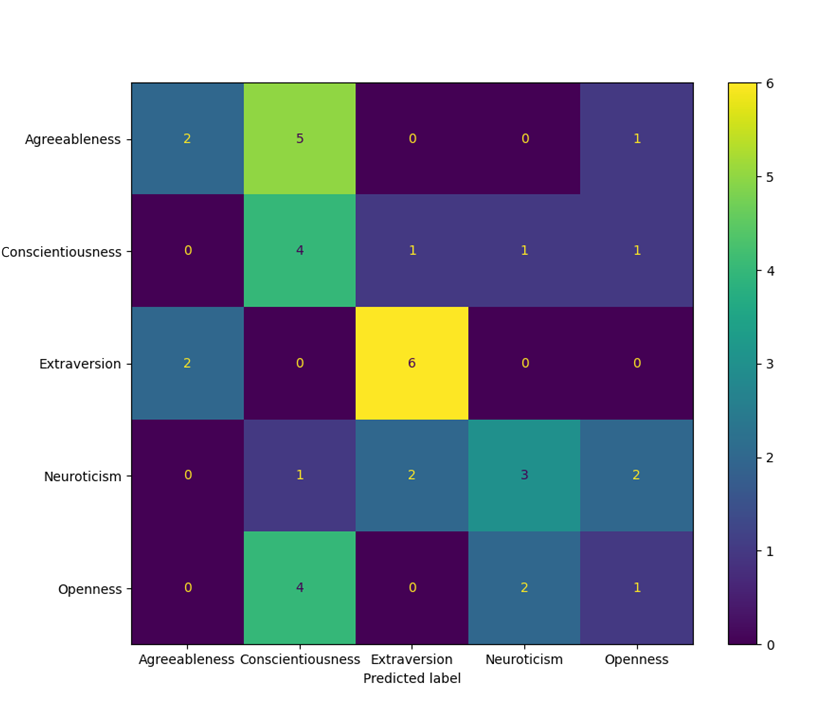 6
Agreeableness 2 5 0 0 1
5
Conscientiousness 0 4 1 1 1
4
Extraversion 2 0 6 0 0
3
2
Neuroticism 0 1 2 3 2
1
Openness 0 4 0 2 1
0
Agreeableness Conscientiousness Extraversion Neuroticism Openness
Predicted label